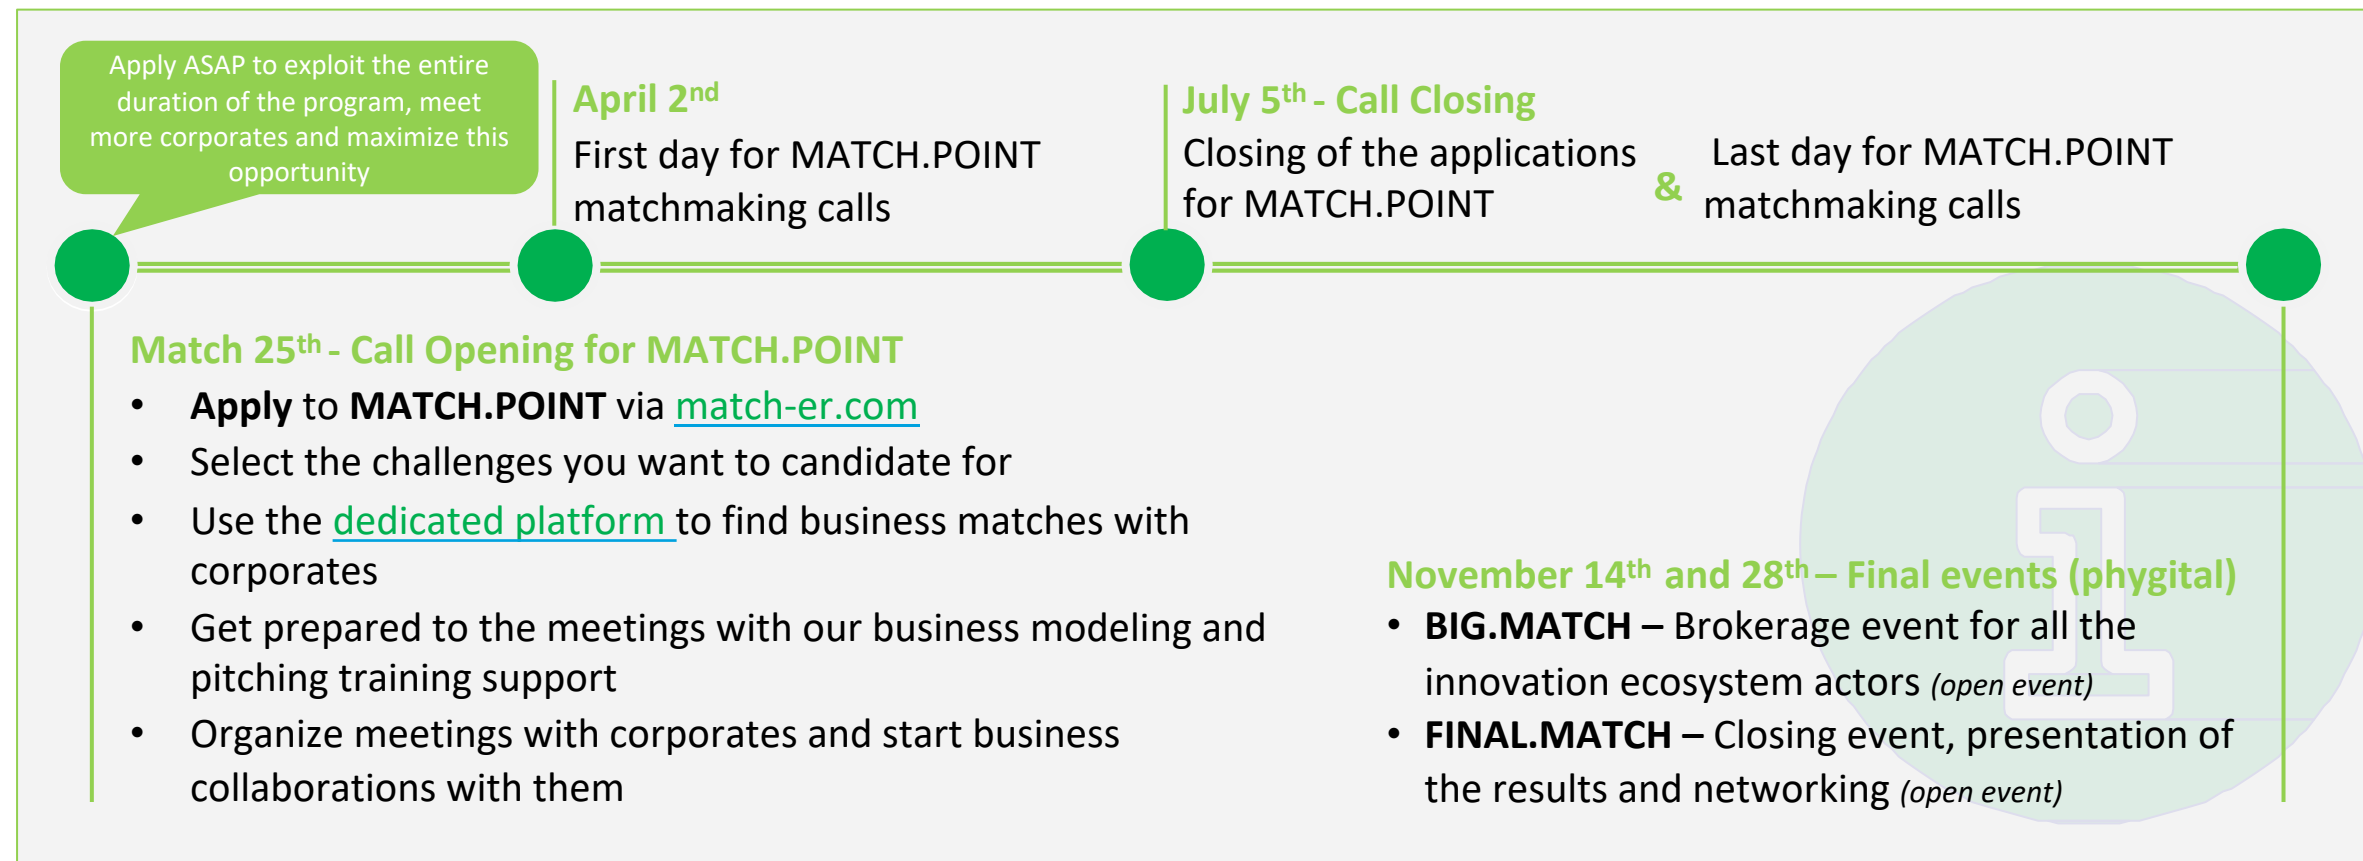 Apply ASAP to exploit the entire
duration of the program, meet
more corporates and maximize this
opportunity
April 2nd
First day for MATCH.POINT
matchmaking calls
July 5th - Call Closing
Closing of the applications
for MATCH.POINT
&
Last day for MATCH.POINT
matchmaking calls
Match 25th - Call Opening for MATCH.POINT
• Apply to MATCH.POINT via match-er.com
• Select the challenges you want to candidate for
• Use the dedicated platform to find business matches with
corporates
• Get prepared to the meetings with our business modeling and
pitching training support
• Organize meetings with corporates and start business
collaborations with them
November 14th and 28th – Final events (phygital)
• BIG.MATCH – Brokerage event for all the
innovation ecosystem actors (open event)
• FINAL.MATCH – Closing event, presentation of
the results and networking (open event)